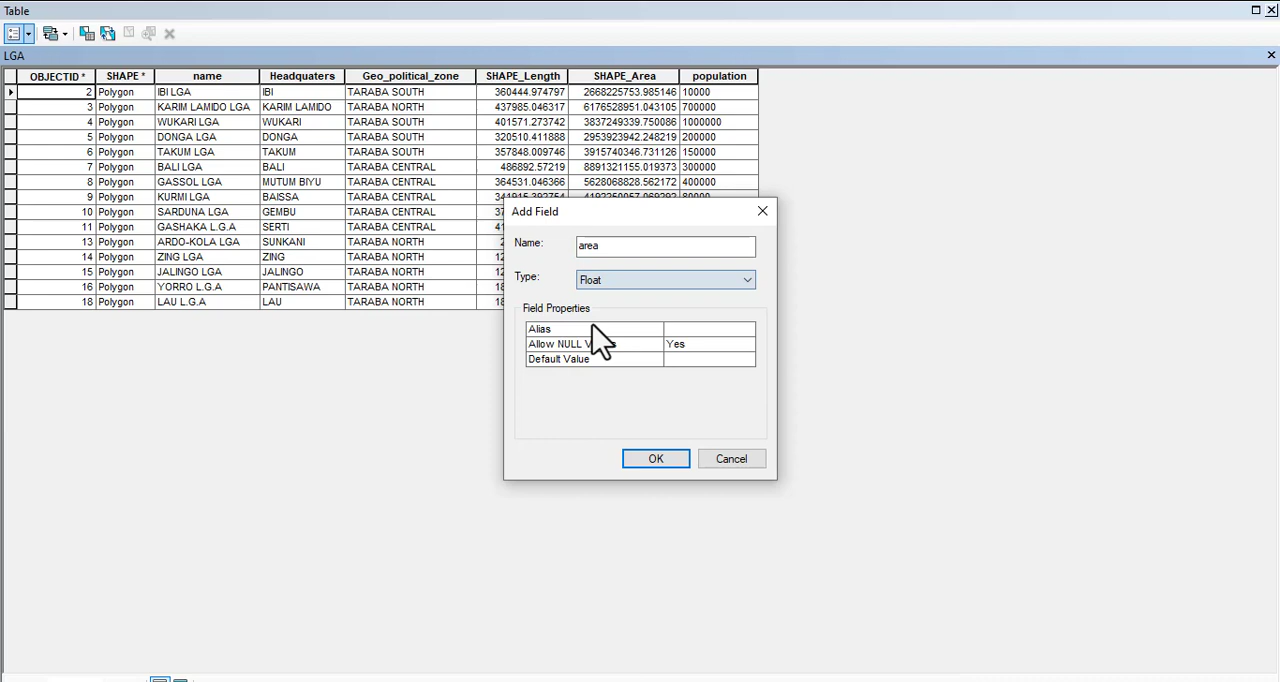 Table
LGA
OBJECTID * SHAPE * name Headquaters Geo_political_zone SHAPE_Length SHAPE_Area population
2 Polygon IBI LGA IBI TARABA SOUTH 360444.974797 2668225753.985146 10000
3 Polygon KARIM LAMIDO LGA KARIM LAMIDO TARABA NORTH 437985.046317 6176528951.043105 700000
4 Polygon WUKARI LGA WUKARI TARABA SOUTH 401571.273742 3837249339.750086 1000000
5 Polygon DONGA LGA DONGA TARABA SOUTH 320510.411888 2953923942.248219 200000
6 Polygon TAKUM LGA TAKUM TARABA SOUTH 357848.009746 3915740346.731126 150000
7 Polygon BALI LGA BALI TARABA CENTRAL 486892.57219 8891321155.019373 300000
8 Polygon GASSOL LGA MUTUM BIYU TARABA CENTRAL 364531.046366 5628068828.562172 400000
9 Polygon KURMI LGA BAISSA TARABA CENTRAL
10 Polygon SARDUNA LGA GEMBU TARABA CENTRAL
11 Polygon GASHAKA L.G.A SERTI TARABA CENTRAL
13 Polygon ARDO-KOLA LGA SUNKANI TARABA NORTH
14 Polygon ZING LGA ZING TARABA NORTH
15 Polygon JALINGO LGA JALINGO TARABA NORTH
16 Polygon YORRO L.G.A PANTISAWA TARABA NORTH
18 Polygon LAU L.G.A LAU TARABA NORTH
Add Field
Name: area
Type: Float
Field Properties
Alias
Allow NULL Yes
Default Value
OK Cancel